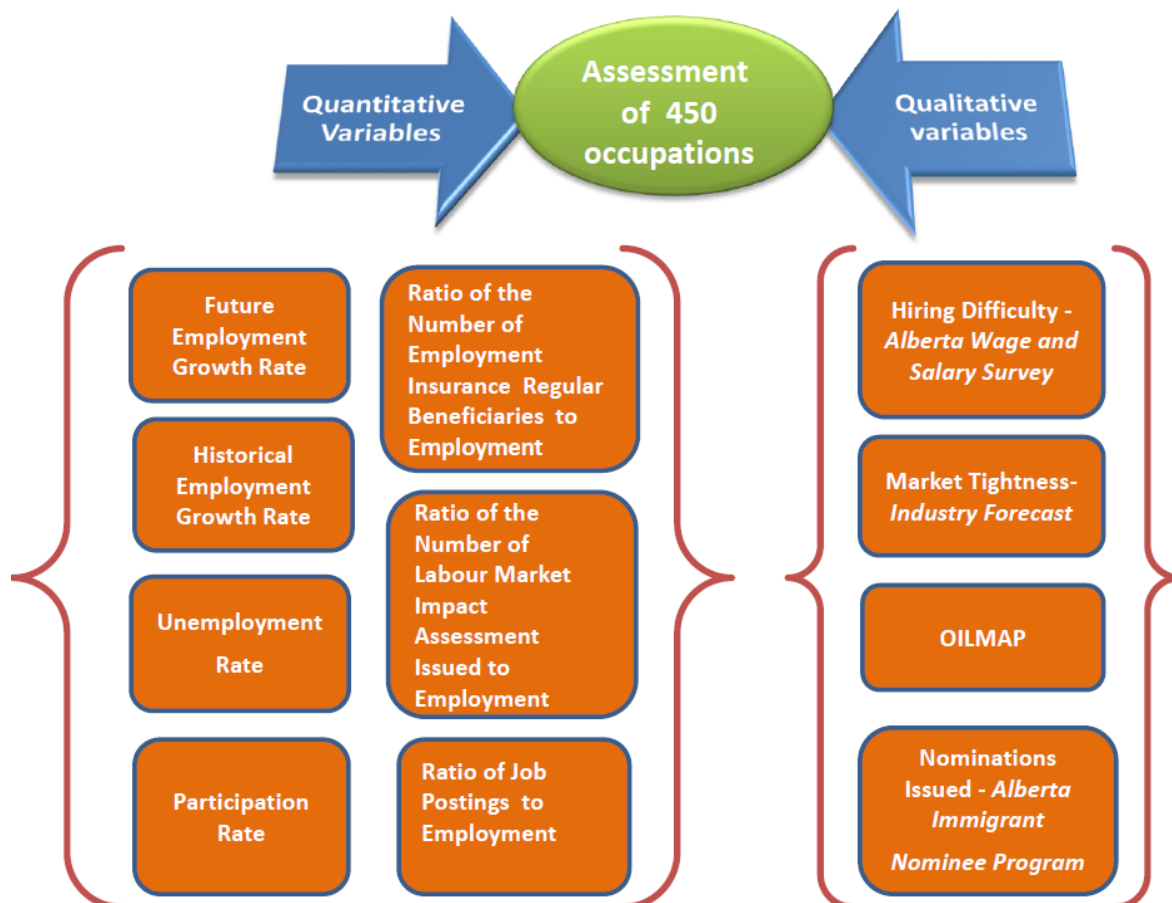 Quantitative
Variables
Assessment
of 450
occupations
Qualitative
variables
Future
Employment
Growth Rate
Historical
Employment
Growth Rate
Unemployment
Rate
Participation
Rate
Ratio of the
Number of
Employment
Insurance Regular
Beneficiaries to
Employment
Ratio of the
Number of
Labour Market
Impact
Assessment
Issued to
Employment
Ratio of Job
Postings to
Employment
Hiring Difficulty -
Alberta Wage and
Salary Survey
Market Tightness-
Industry Forecast
OILMAP
Nominations
Issued - Alberta
Immigrant
Nominee Program